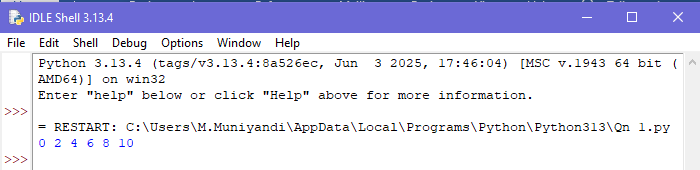 IDLE Shell 3.13.4
File Edit Shell Debug Options Window Help
Python 3.13.4 (tags/v3.13.4:8a526ec, Jun  3 2025, 17:46:04) [MSC v.1943 64 bit (
AMD64)] on win32
Enter "help" below or click "Help" above for more information.
>>>
= RESTART: C:\Users\M.Muniyandi\AppData\Local\Programs\Python\Python313\Qn 1.py
0 2 4 6 8 10
>>>